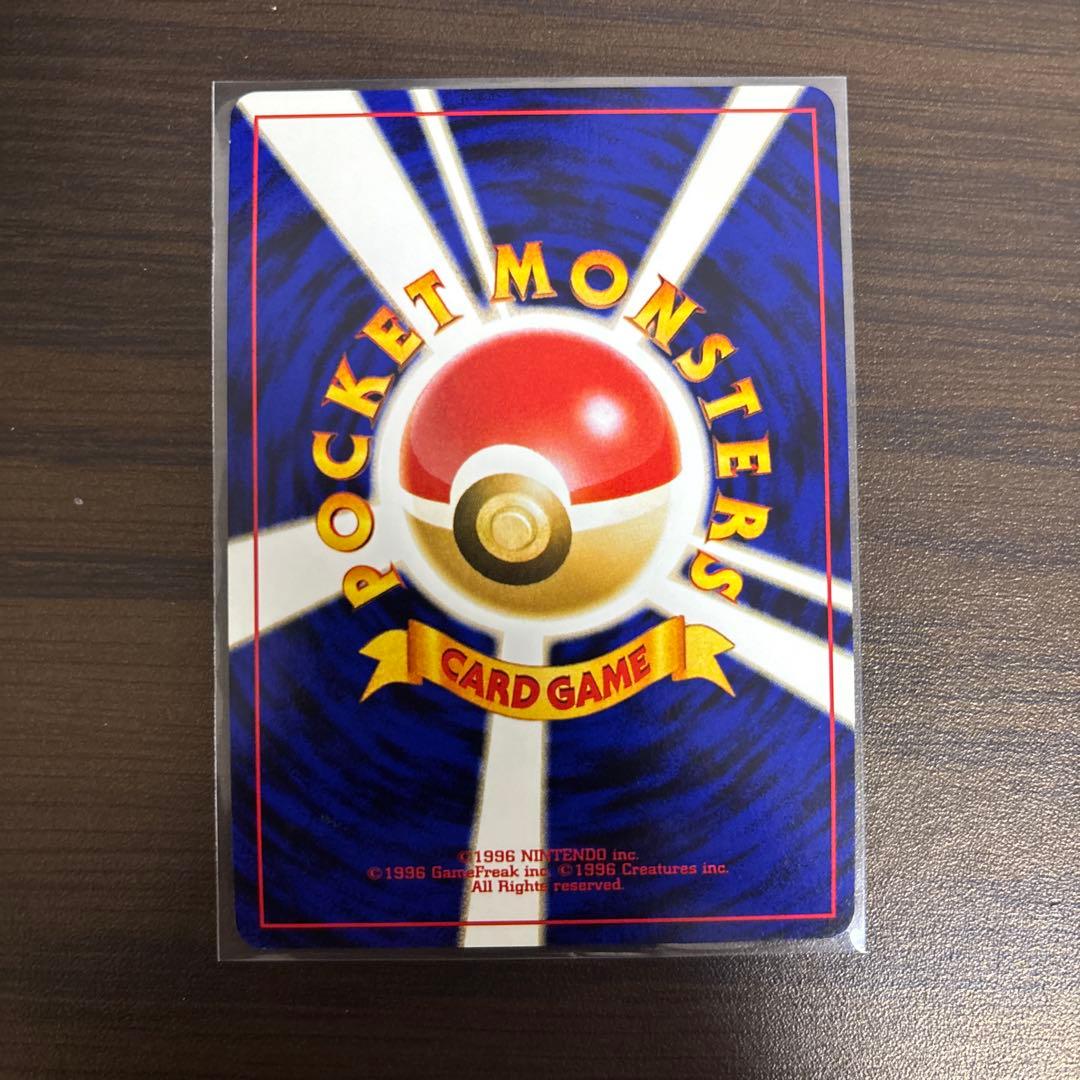 POCKET MONSTERS
CARD GAME
©1996 NINTENDO inc.
©1996 GameFreak inc. ©1996 Creatures inc.
All Rights reserved.